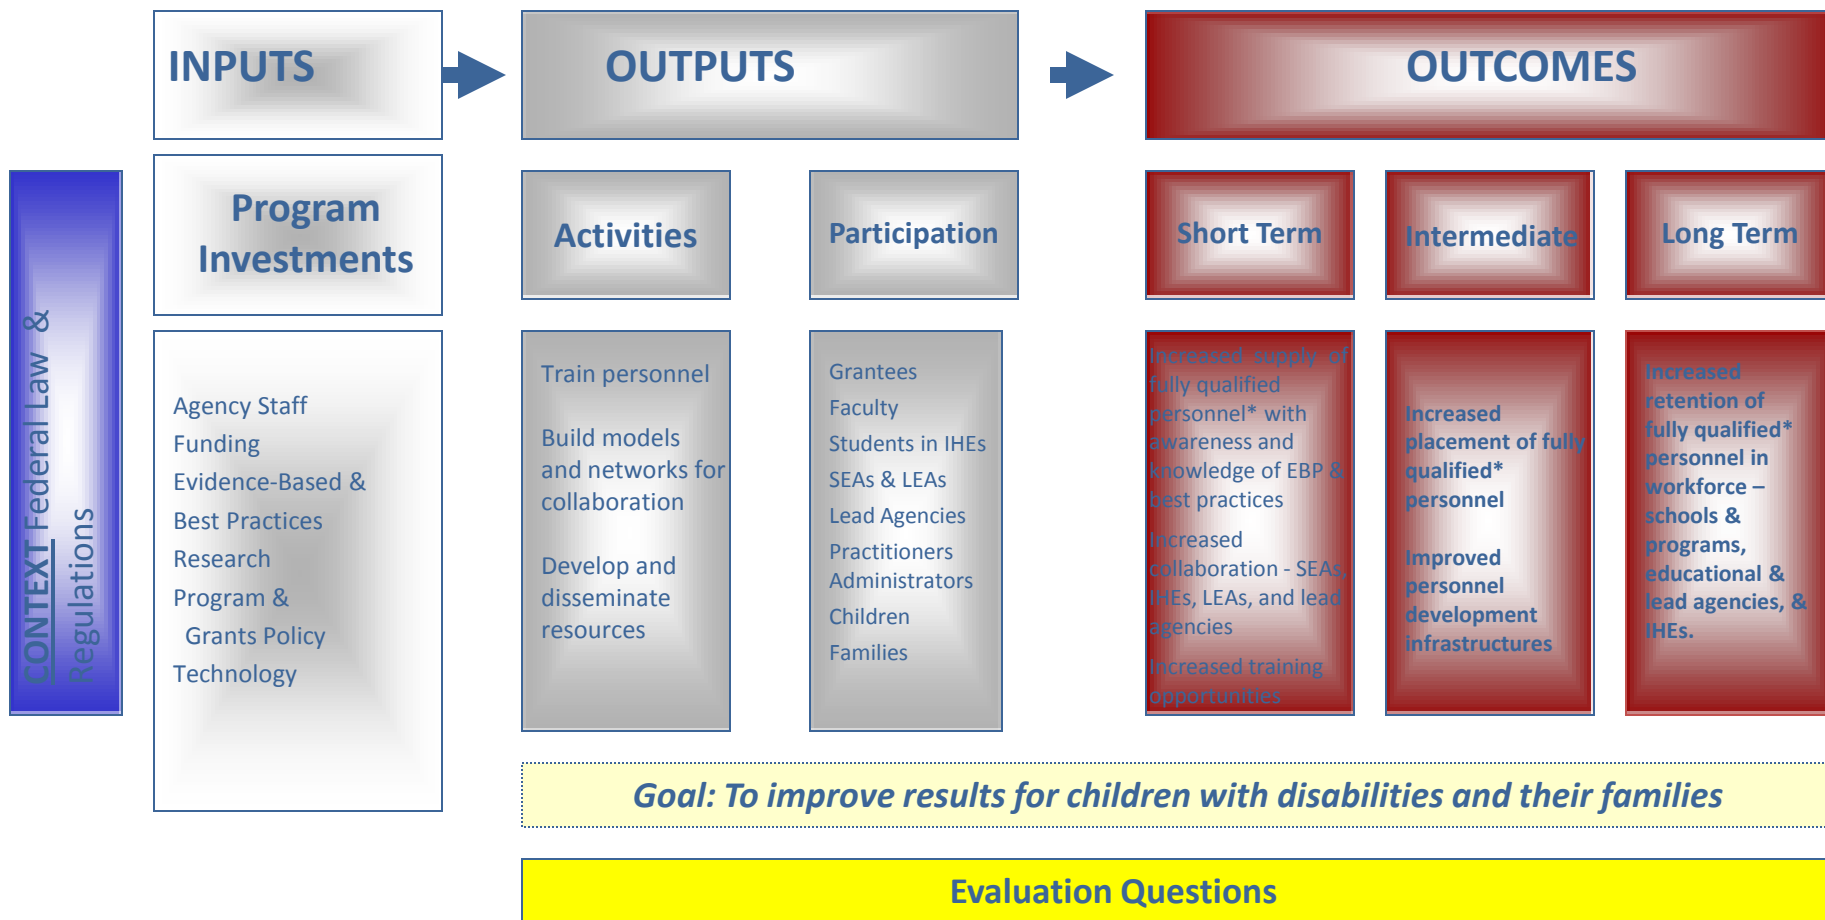 INPUTS
OUTPUTS
OUTCOMES
CONTEXT Federal Law &
Regulations
Program
Investments
Activities
Participation
Short Term
Intermediate
Long Term
Agency Staff
Funding
Evidence-Based &
Best Practices
Research
Program &
Grants Policy
Technology
Train personnel
Build models
and networks for
collaboration
Develop and
disseminate
resources
Grantees
Faculty
Students in IHEs
SEAs & LEAs
Lead Agencies
Practitioners
Administrators
Children
Families
Increased supply of
fully qualified
personnel* with
awareness and
knowledge of EBP &
best practices
Increased
collaboration - SEAs,
IHEs, LEAs, and lead
agencies
Increased training
opportunities
Increased
placement of fully
qualified*
personnel
Improved
personnel
development
infrastructures
Increased
retention of
fully qualified*
personnel in
workforce –
schools &
programs,
educational &
lead agencies, &
IHEs.
Goal: To improve results for children with disabilities and their families
Evaluation Questions